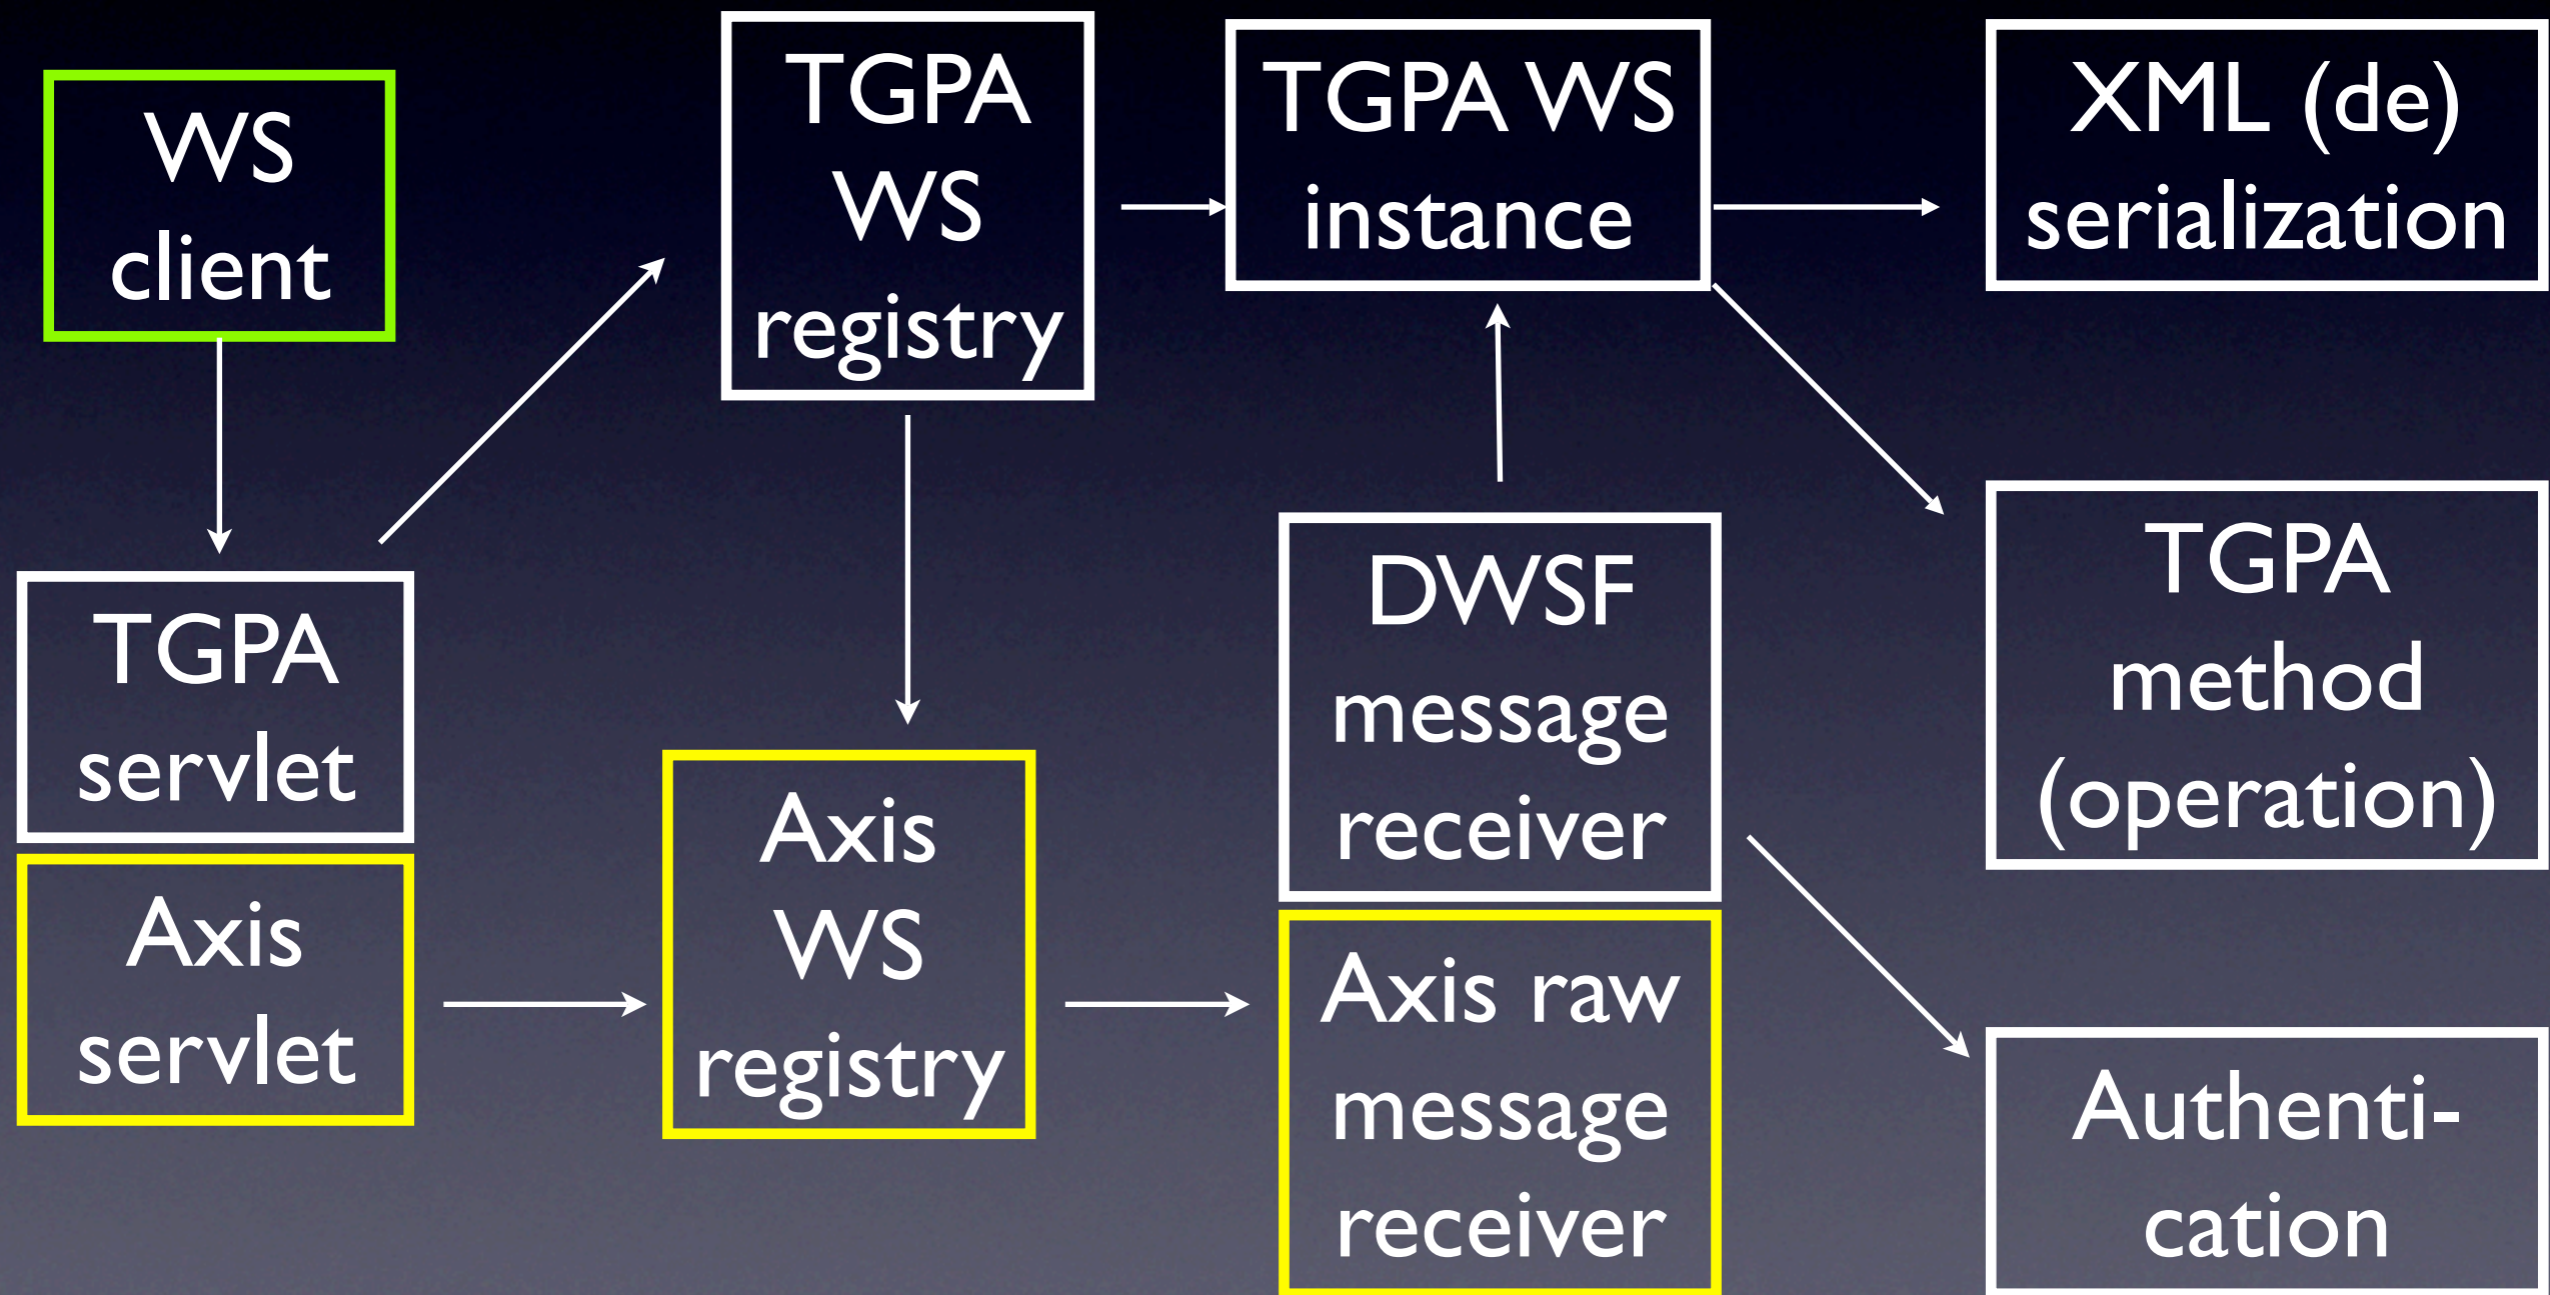 WS
client
TGPA
WS
registry
TGPA WS
instance
XML (de)
serialization
TGPA
servlet
Axis
servlet
Axis
WS
registry
DWSF
message
receiver
Axis raw
message
receiver
TGPA
method
(operation)
Authenti-
cation